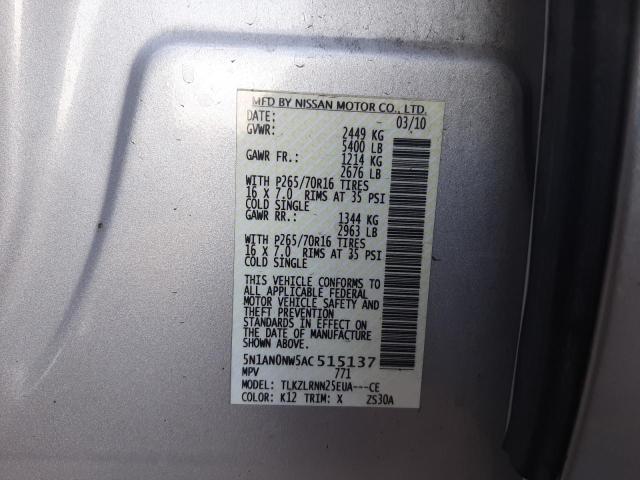 MFD BY NISSAN MOTOR CO., LTD.
DATE: 03/10
GVWR: 2449 KG
5400 LB
GAWR FR.: 1214 KG
2676 LB
WITH P265/70R16 TIRES
16 X 7.0 RIMS AT 35 PSI
COLD SINGLE
GAWR RR.: 1344 KG
2963 LB
WITH P265/70R16 TIRES
16 X 7.0 RIMS AT 35 PSI
COLD SINGLE
THIS VEHICLE CONFORMS TO
ALL APPLICABLE FEDERAL
MOTOR VEHICLE SAFETY AND
THEFT PREVENTION
STANDARDS IN EFFECT ON THE
DATE OF MANUFACTURE
SHOWN ABOVE.
5N1AN0NW5AC515137
MPV 771
MODEL: TLKZLRNN25EUA---CE
COLOR: K12 TRIM: X ZS30A